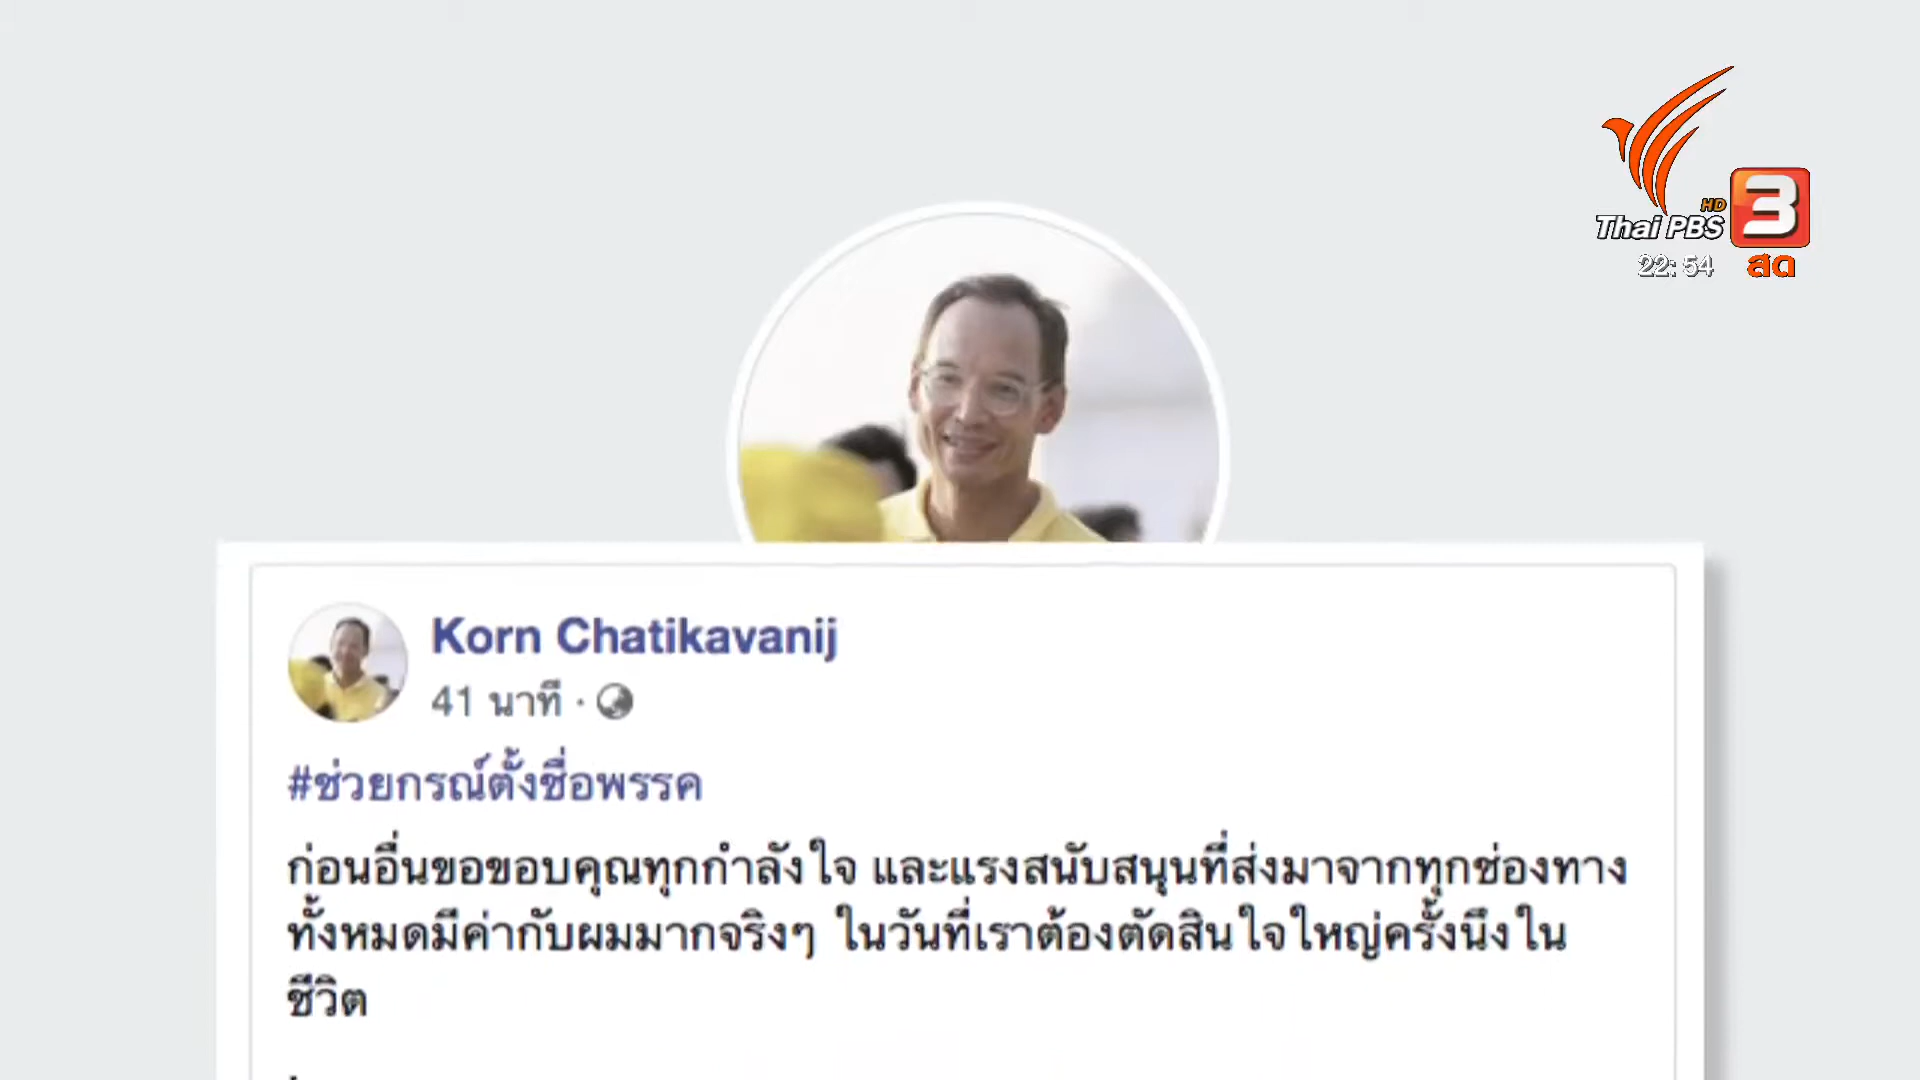 HD
Thai PBS 3
22:54 สด
Korn Chatikavanij
41 นาที ·
#ช่วยกรณ์ตั้งชื่อพรรค
ก่อนอื่นขอขอบคุณทุกกำลังใจ และแรงสนับสนุนที่ส่งมาจากทุกช่องทาง
ทั้งหมดมีค่ากับผมมากจริงๆ ในวันที่เราต้องตัดสินใจใหญ่ครั้งนึงใน
ชีวิต